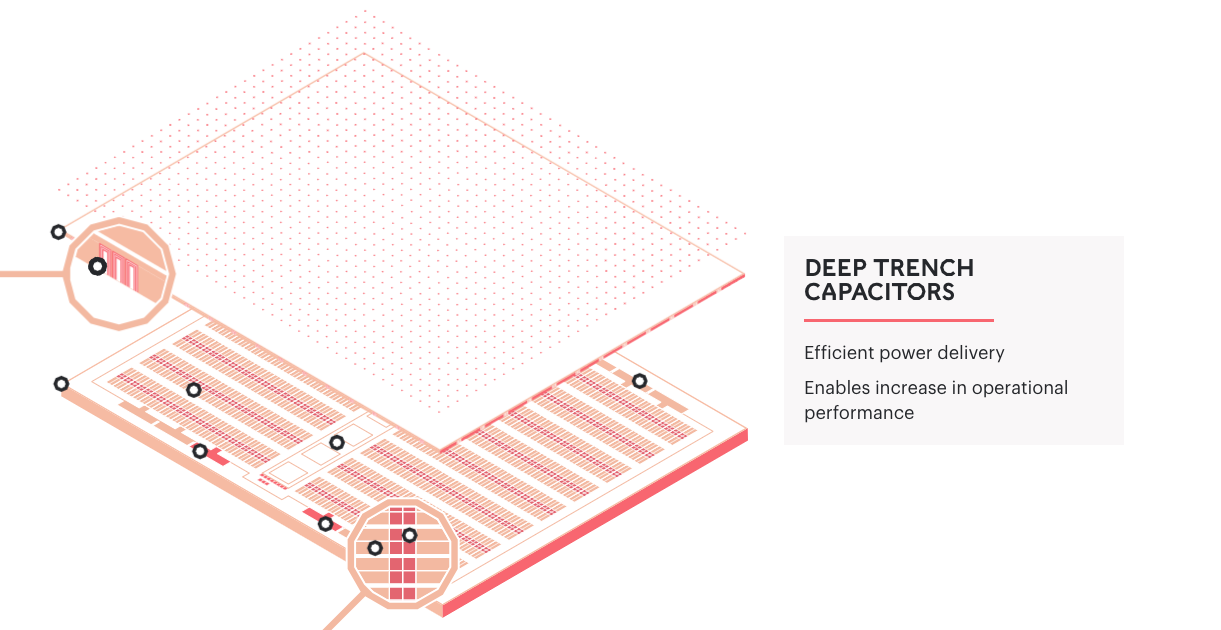 DEEP TRENCH
CAPACITORS
Efficient power delivery
Enables increase in operational
performance